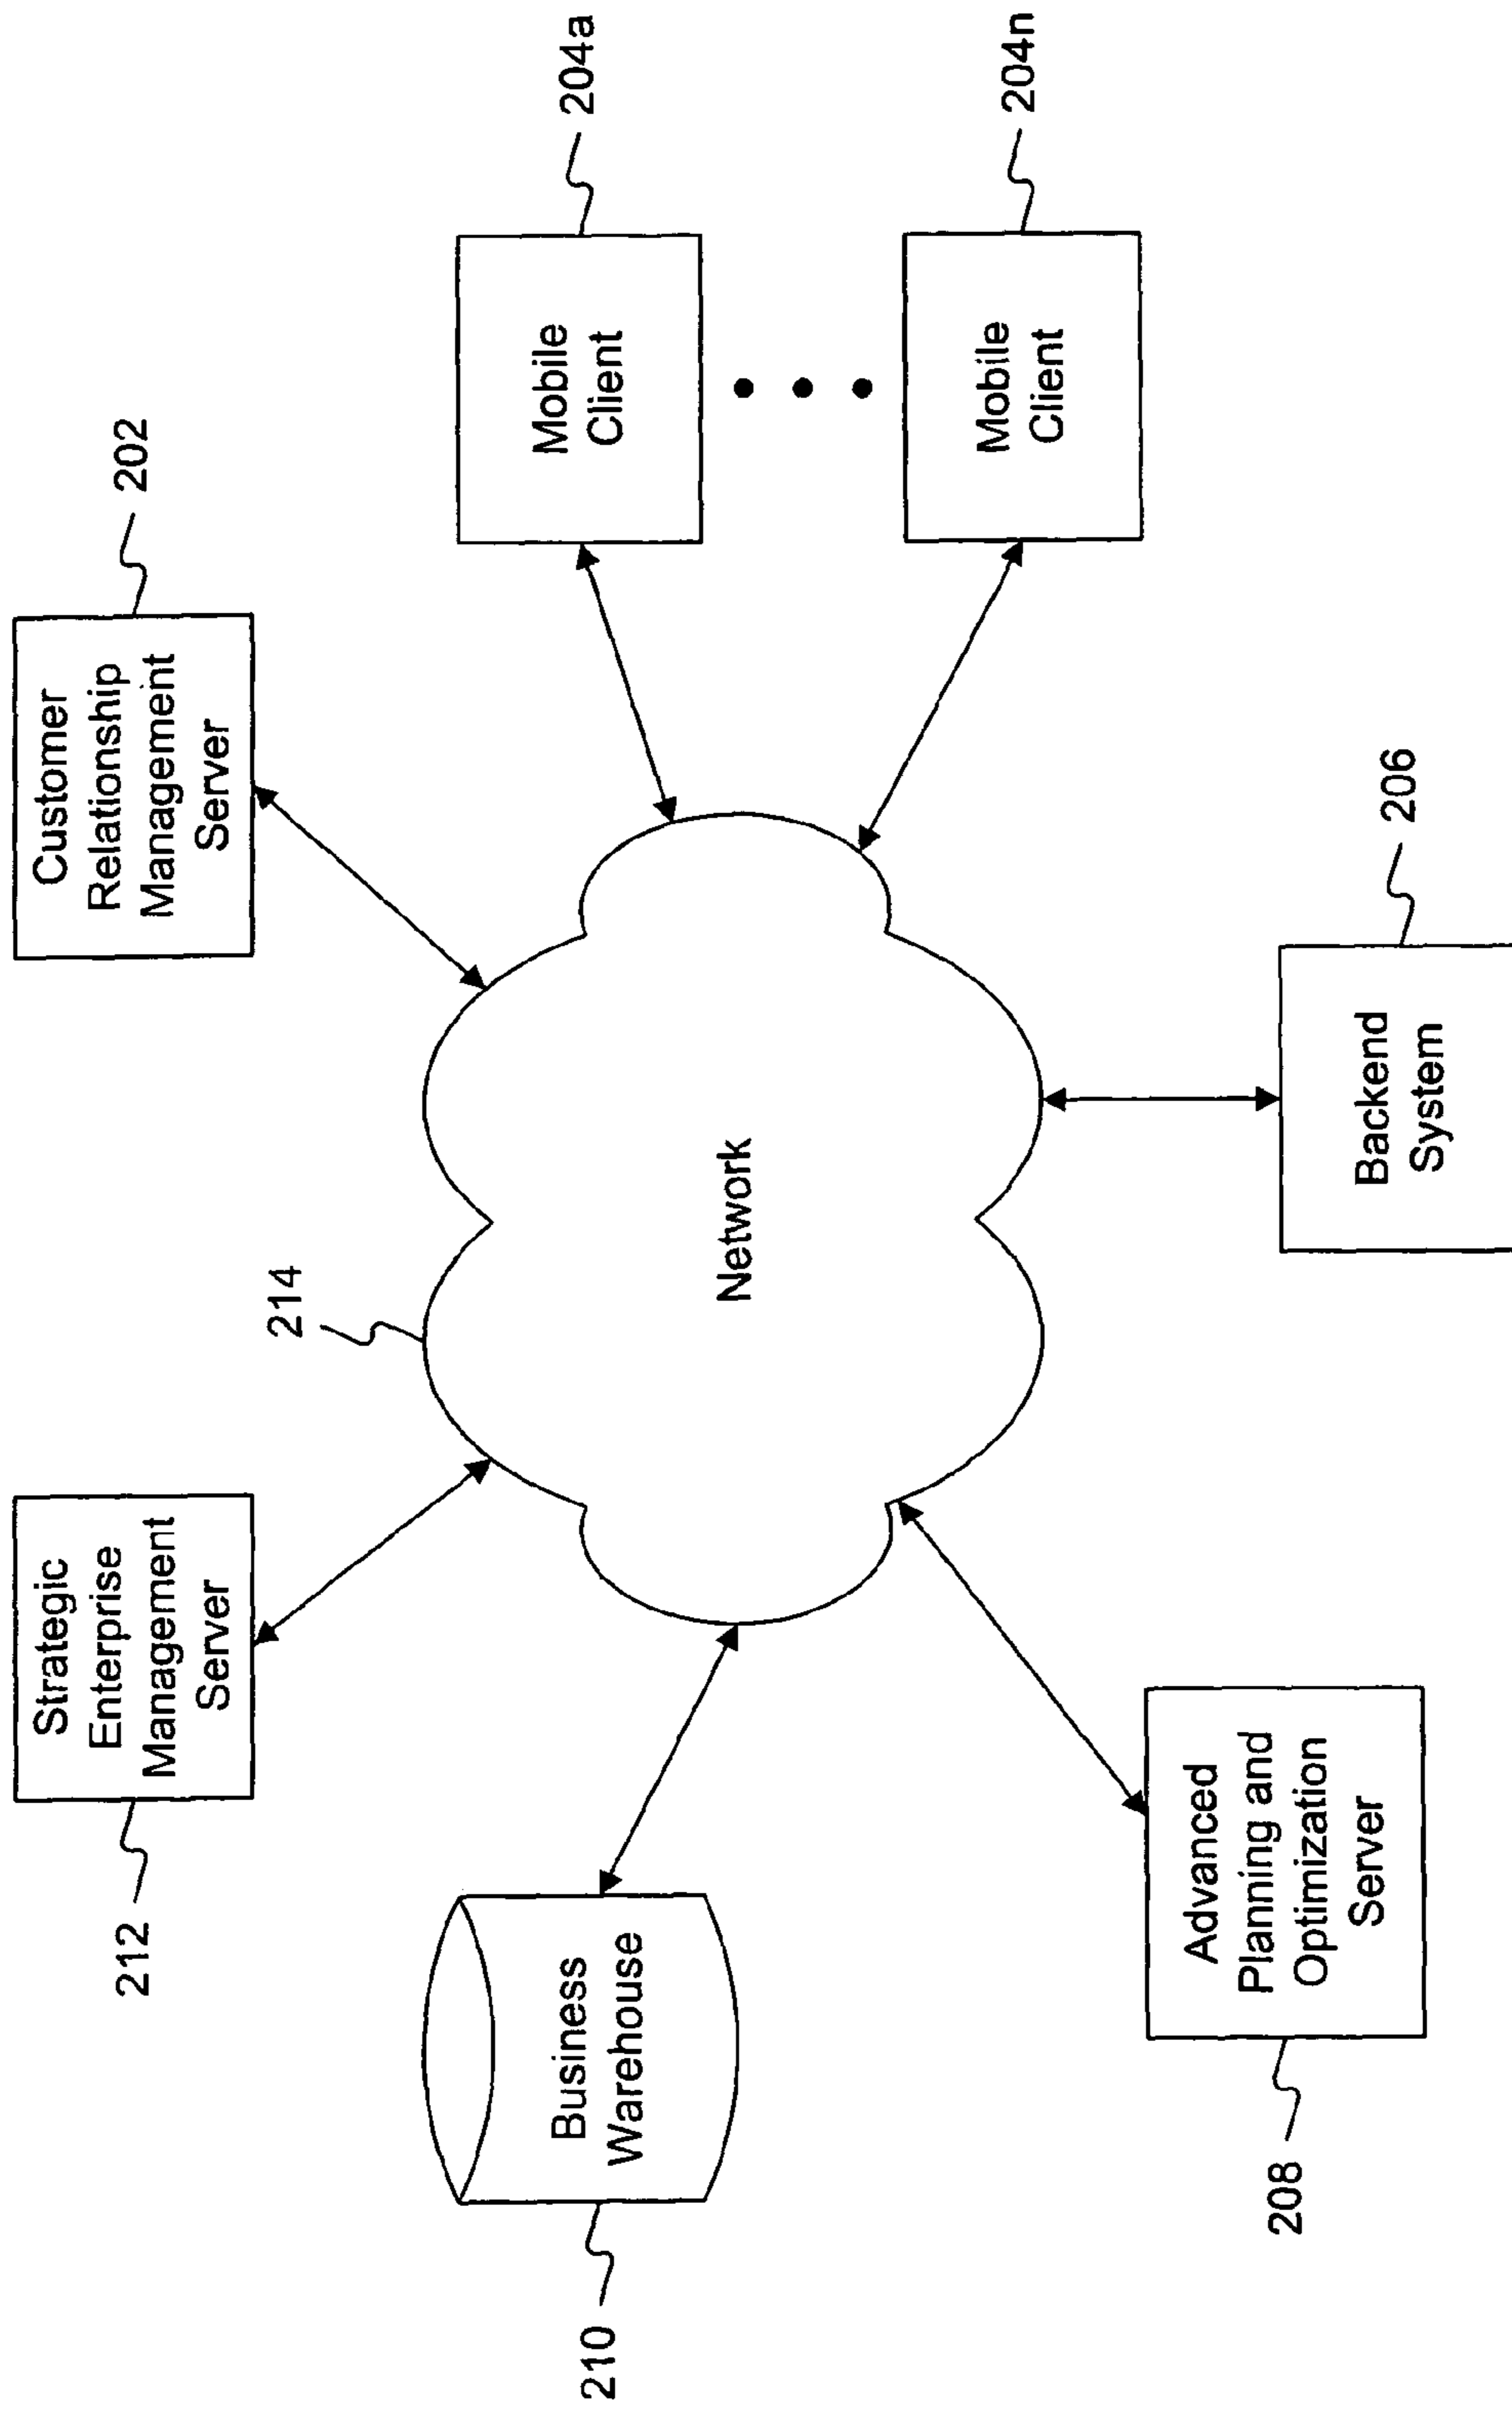 212
Strategic
Enterprise
Management
Server
Customer
Relationship
Management
Server
202
214
210
Business
Warehouse
Network
Mobile
Client
204a
Mobile
Client
204n
208
Advanced
Planning and
Optimization
Server
Backend
System
206